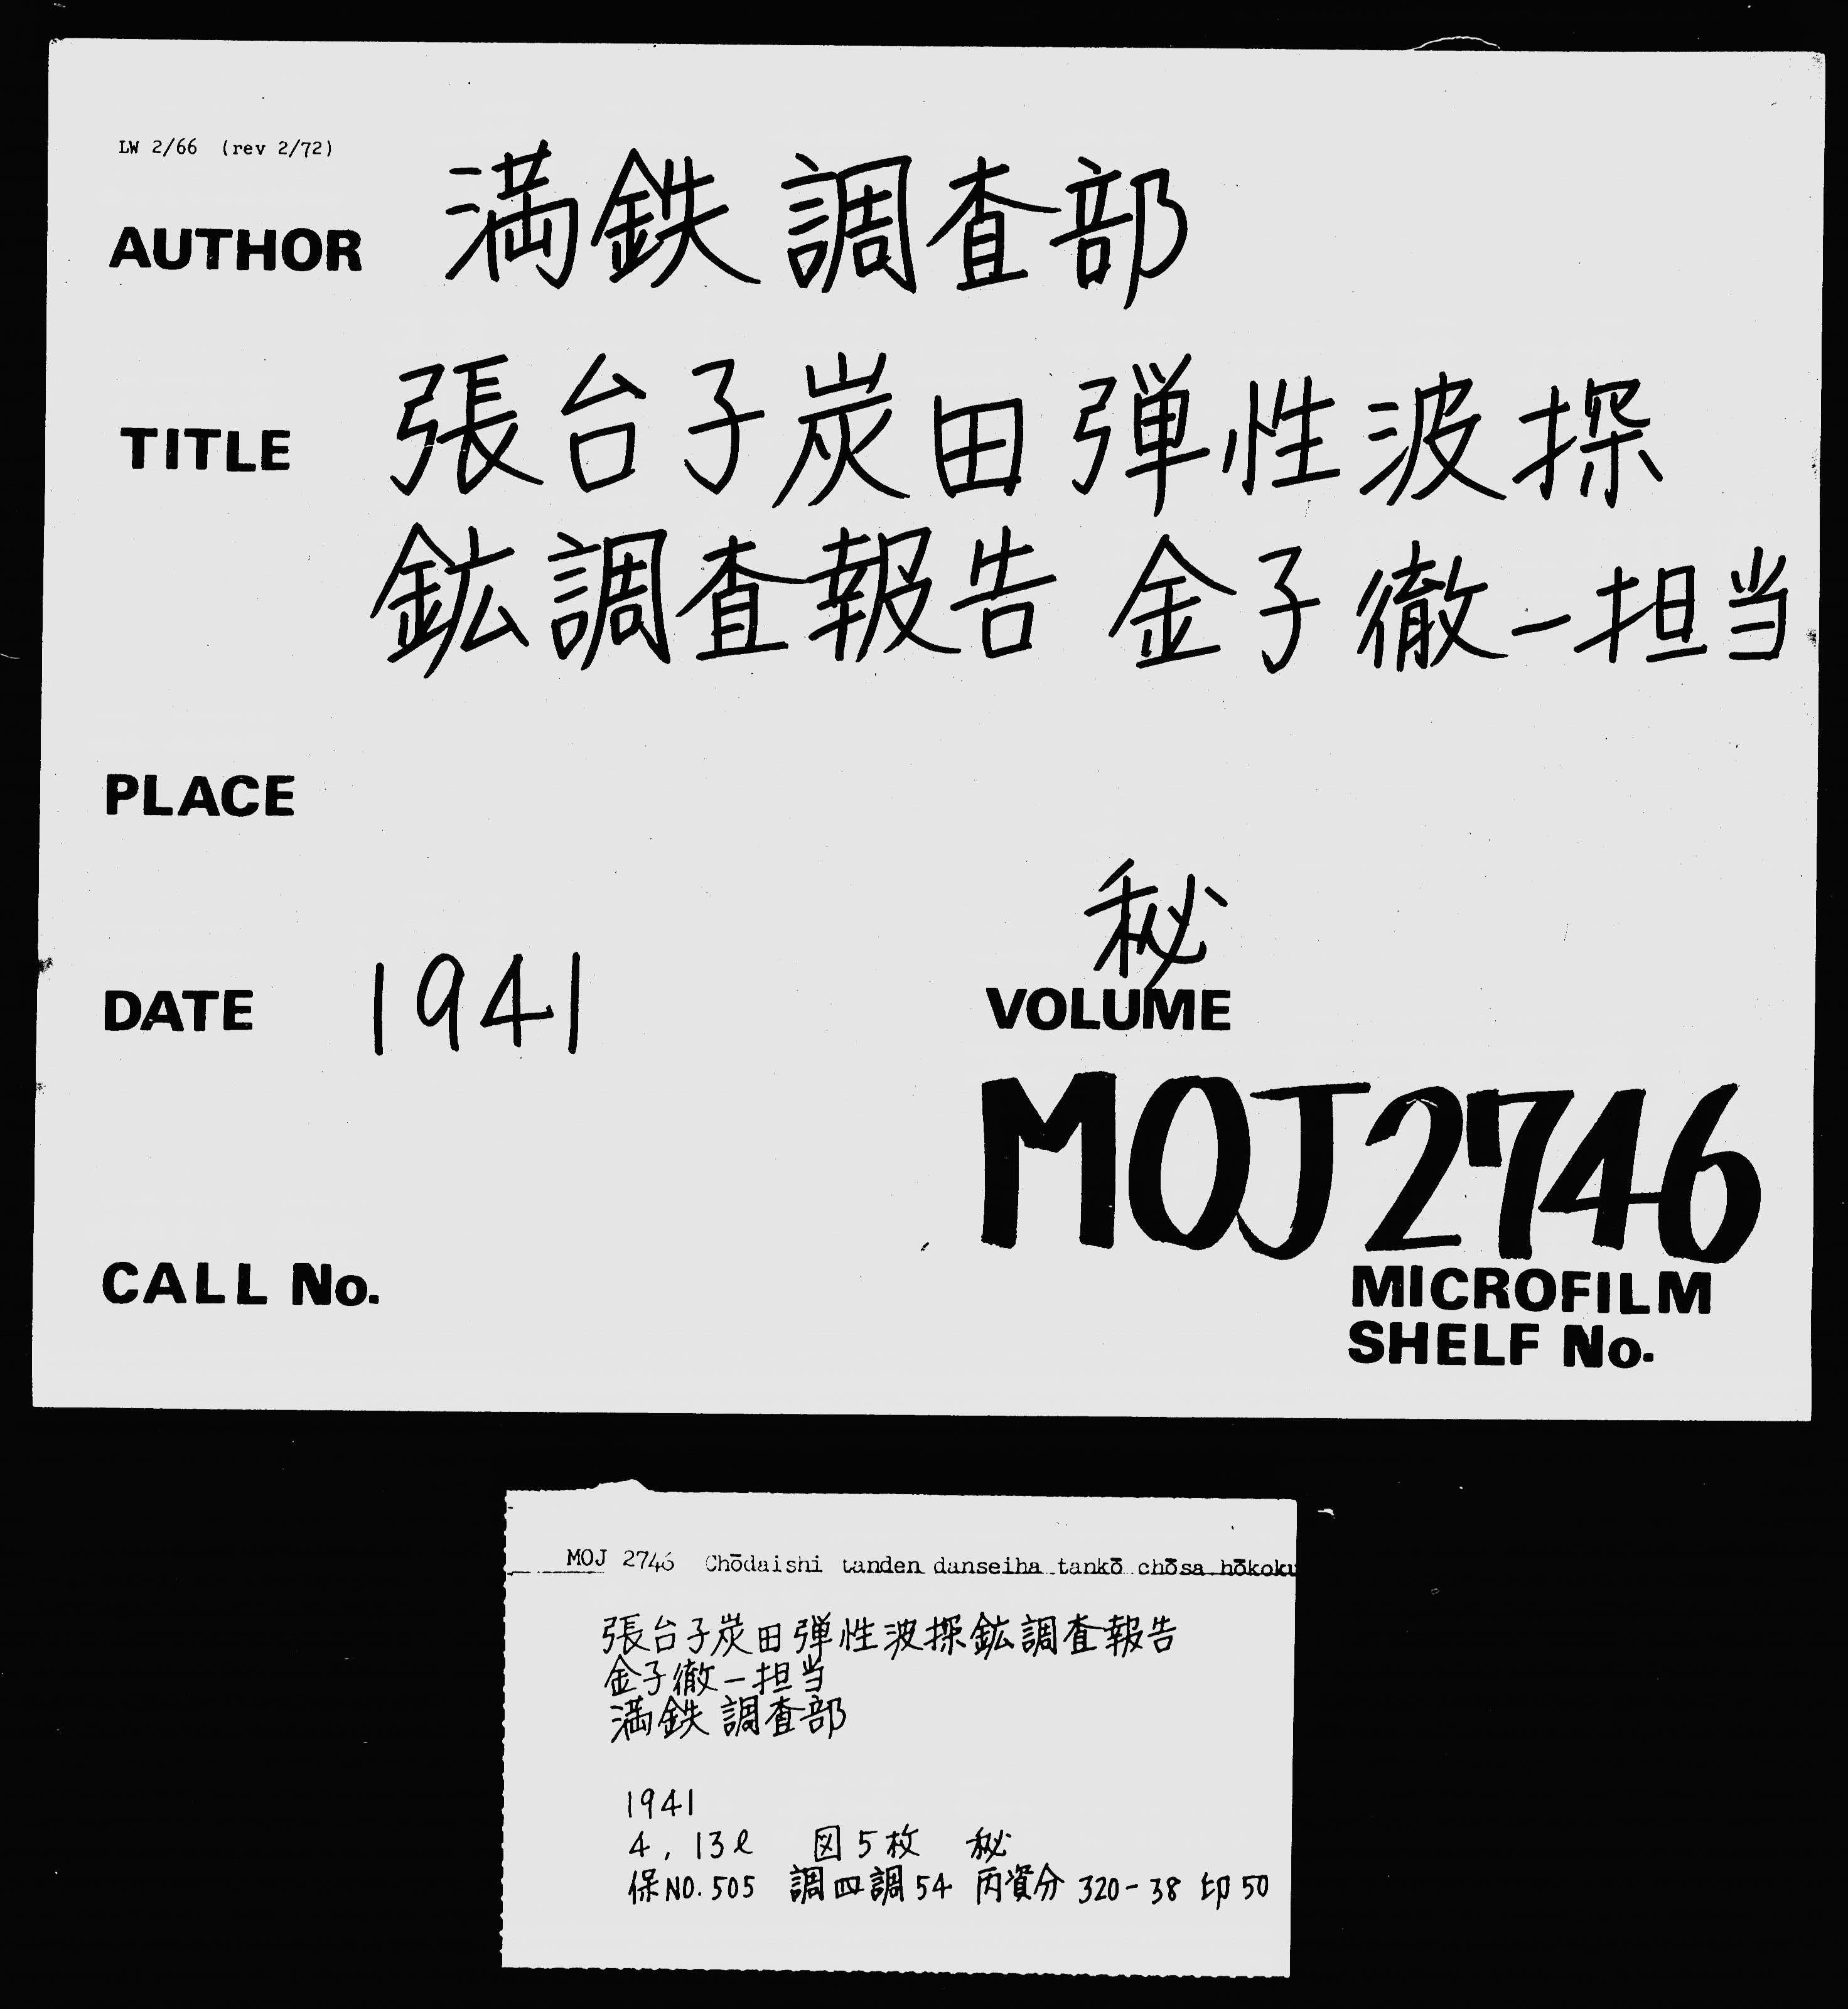 LW 2/66 (rev 2/72)
AUTHOR 満鉄調査部
TITLE 張台子炭田弾性波探
鉱調査報告 金子徹一担当
PLACE
秘
DATE 1941 VOLUME
MOJ 2746
CALL No. MICROFILM
SHELF No.
MOJ 2746 Chōdaishi tanden danseiha tankō chōsa hōkoku
張台子炭田弾性波探鉱調査報告
金子徹一担当
満鉄調査部
1941
4, 13ℓ 図5枚 秘
保NO.505 調四調54 丙資分320-38 印50